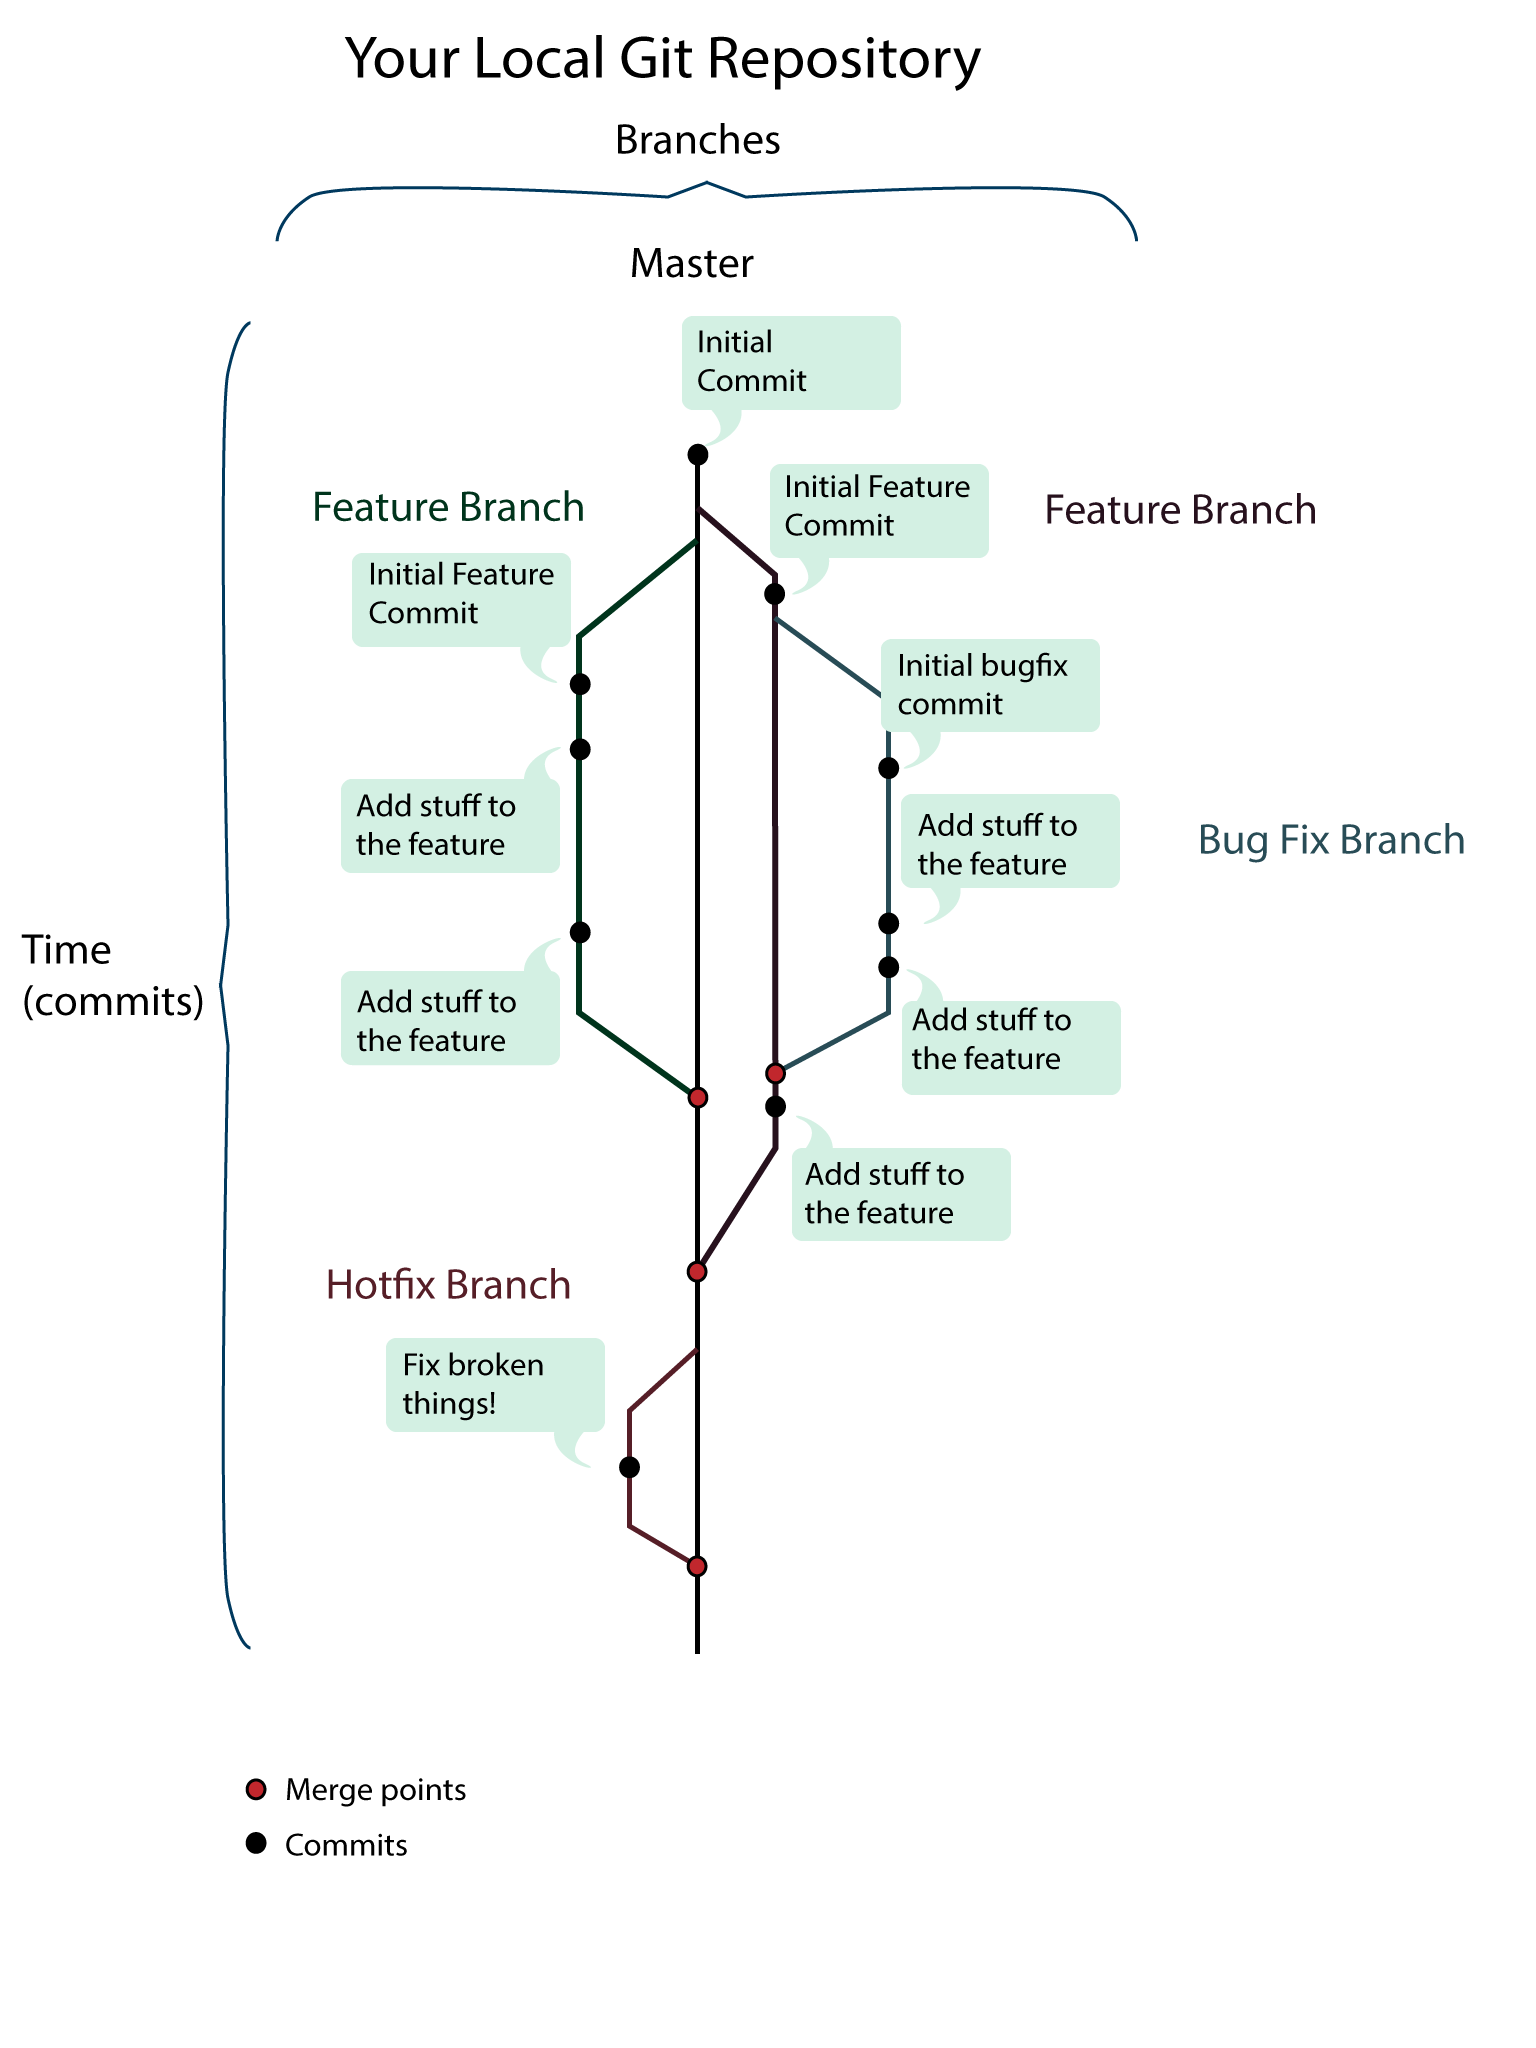 Your Local Git Repository
Branches
Master
Initial
Commit
Feature Branch
Initial Feature
Commit
Feature Branch
Initial Feature
Commit
Initial bugfix
commit
Add stuff to
the feature
Add stuff to
the feature
Bug Fix Branch
Time
(commits)
Add stuff to
the feature
Add stuff to
the feature
Add stuff to
the feature
Hotfix Branch
Fix broken
things!
Merge points
Commits